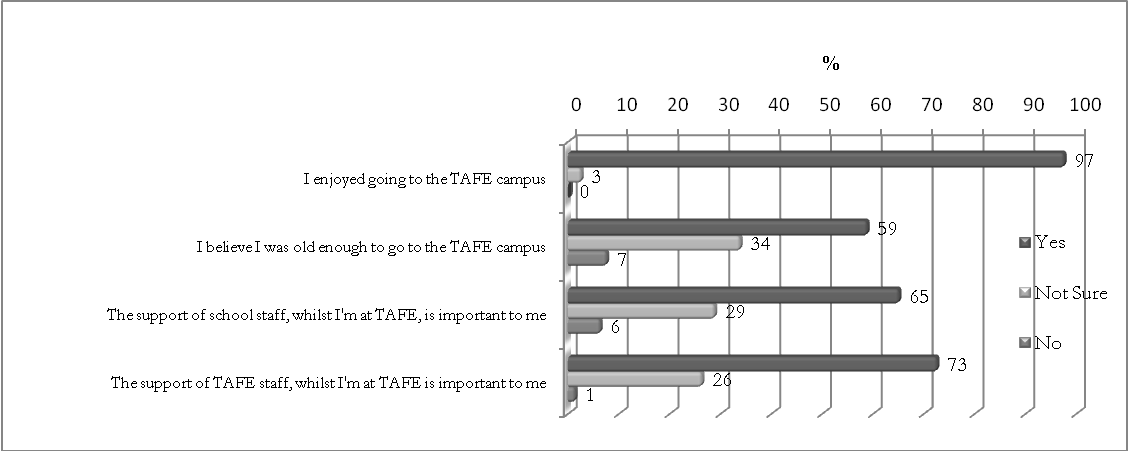 %
0 10 20 30 40 50 60 70 80 90 100
I enjoyed going to the TAFE campus
97
3
0
I believe I was old enough to go to the TAFE campus
59
34
7
The support of school staff, whilst I'm at TAFE, is important to me
65
29
6
The support of TAFE staff, whilst I'm at TAFE is important to me
73
26
1
Yes
Not Sure
No